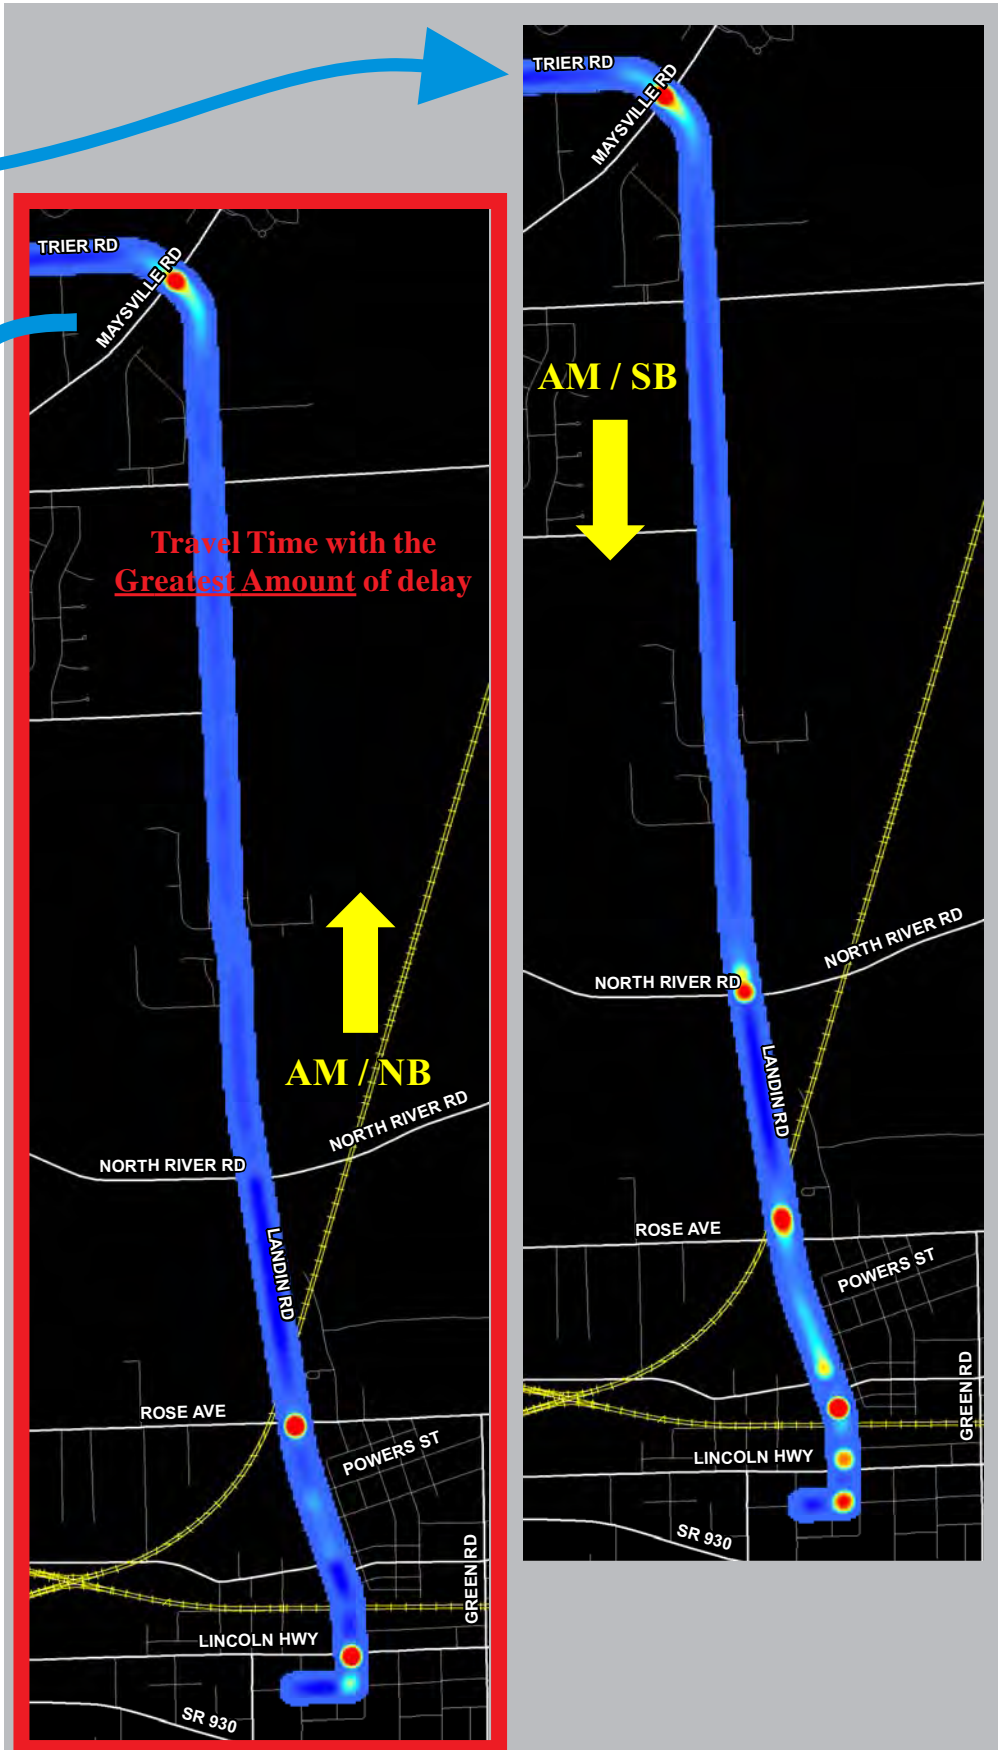 TRIER RD
MAYSVILLE RD
Travel Time with the
Greatest Amount of delay
AM / NB
NORTH RIVER RD
NORTH RIVER RD
LANDIN RD
ROSE AVE
POWERS ST
GREEN RD
LINCOLN HWY
SR 930
TRIER RD
MAYSVILLE RD
AM / SB
NORTH RIVER RD
NORTH RIVER RD
LANDIN RD
ROSE AVE
POWERS ST
GREEN RD
LINCOLN HWY
SR 930